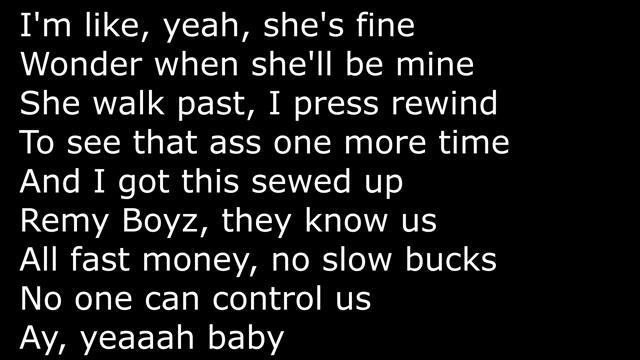 I'm like, yeah, she's fine
Wonder when she'll be mine
She walk past, I press rewind
To see that ass one more time
And I got this sewed up
Remy Boyz, they know us
All fast money, no slow bucks
No one can control us
Ay, yeaaah baby